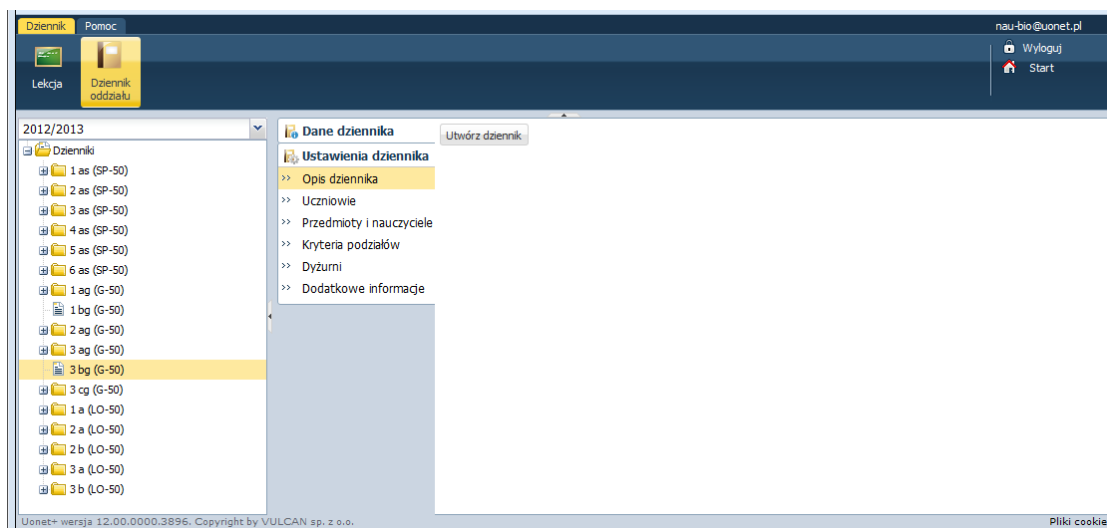 Dziennik Pomoc nau-bio@uonet.pl
Lekcja
Dziennik
oddziału
Wyloguj
Start
2012/2013
Dzienniki
1 as (SP-50)
2 as (SP-50)
3 as (SP-50)
4 as (SP-50)
5 as (SP-50)
6 as (SP-50)
1 ag (G-50)
1 bg (G-50)
2 ag (G-50)
3 ag (G-50)
3 bg (G-50)
3 cg (G-50)
1 a (LO-50)
2 a (LO-50)
2 b (LO-50)
3 a (LO-50)
3 b (LO-50)
Dane dziennika
Ustawienia dziennika
>> Opis dziennika
>> Uczniowie
>> Przedmioty i nauczyciele
>> Kryteria podziałów
>> Dyżurni
>> Dodatkowe informacje
Utwórz dziennik
Uonet+ wersja 12.00.0000.3896. Copyright by VULCAN sp. z o.o. Pliki cookie